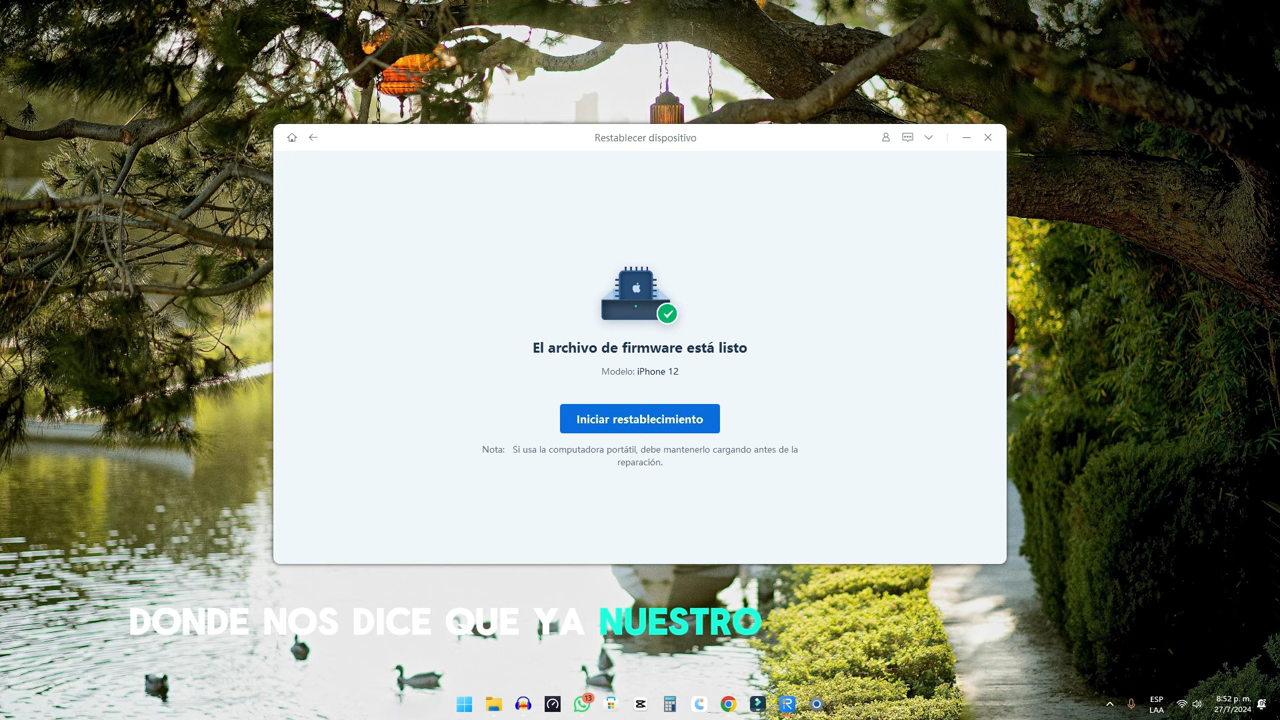 Restablecer dispositivo
El archivo de firmware está listo
Modelo: iPhone 12
Iniciar restablecimiento
Nota: Si usa la computadora portátil, debe mantenerlo cargando antes de la
reparación.
DONDE NOS DICE QUE YA NUESTRO
13
ESP
LAA
8:52 p. m.
27/7/2024